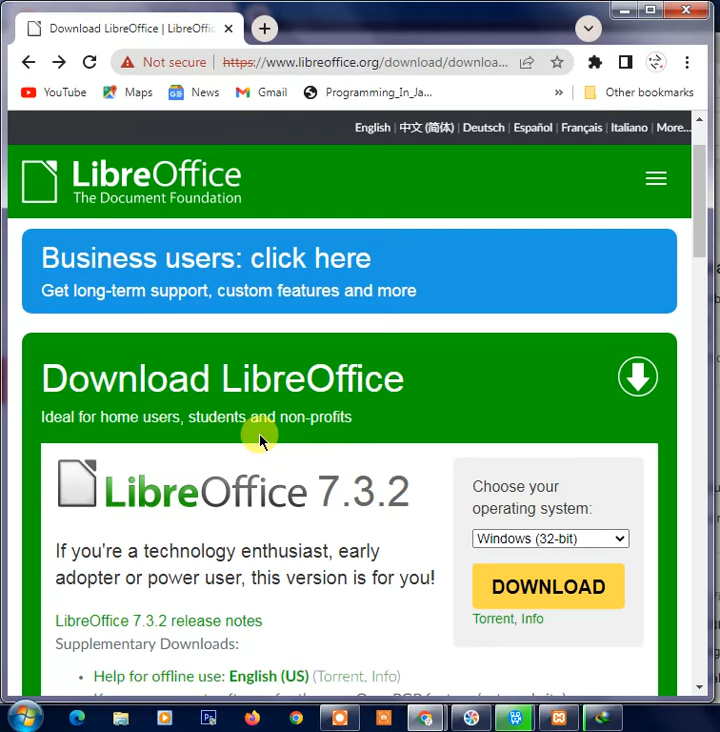 Download LibreOffice | LibreOffic
Not secure | https://www.libreoffice.org/download/downloa...
YouTube Maps News Gmail Programming_In_Ja... » Other bookmarks
English | 中文 (简体) | Deutsch | Español | Français | Italiano | More...
LibreOffice
The Document Foundation
Business users: click here
Get long-term support, custom features and more
Download LibreOffice
Ideal for home users, students and non-profits
LibreOffice 7.3.2
If you're a technology enthusiast, early
adopter or power user, this version is for you!
LibreOffice 7.3.2 release notes
Supplementary Downloads:
• Help for offline use: English (US) (Torrent, Info)
Choose your
operating system:
Windows (32-bit)
DOWNLOAD
Torrent, Info